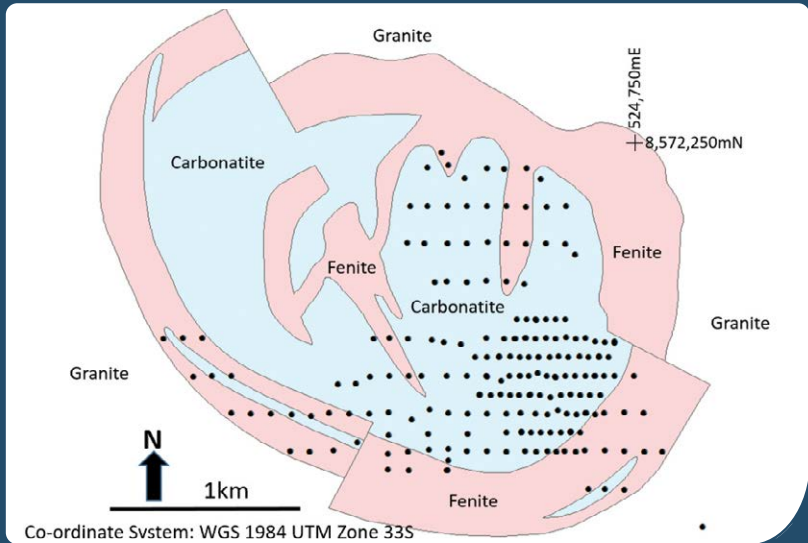 Granite
524,750mE
8,572,250mN
Carbonatite
Fenite
Fenite
Carbonatite
Granite
Granite
N
1km
Fenite
Co-ordinate System: WGS 1984 UTM Zone 33S